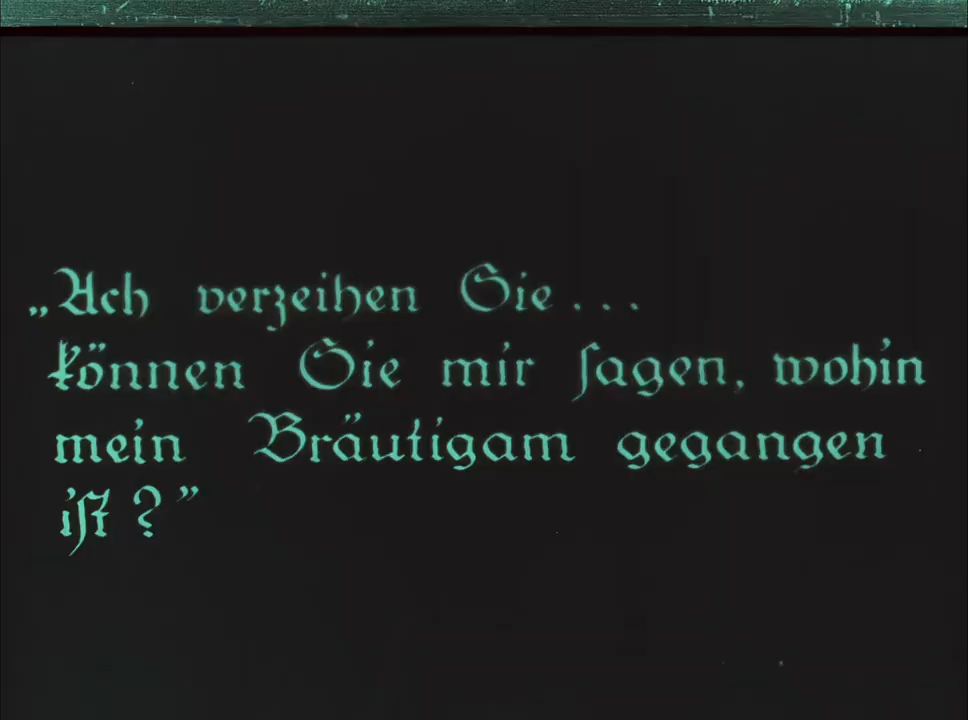 „Ach verzeihen Sie...
können Sie mir ſagen, wohin
mein Bräutigam gegangen
iſt?”